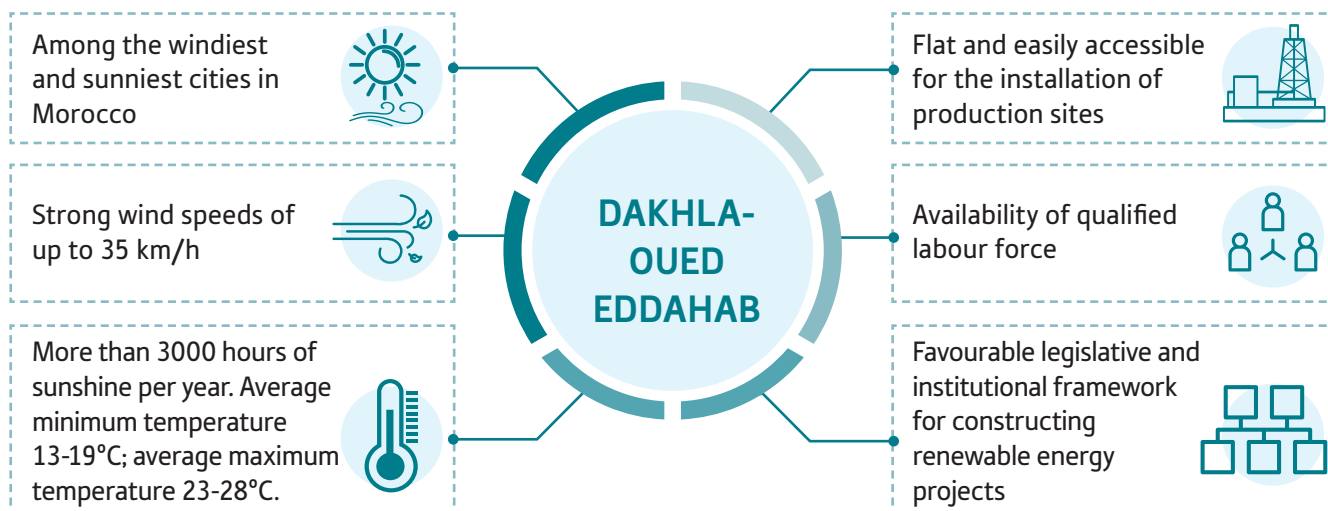 Among the windiest
and sunniest cities in
Morocco
Strong wind speeds of
up to 35 km/h
More than 3000 hours of
sunshine per year. Average
minimum temperature
13-19°C; average maximum
temperature 23-28°C.
DAKHLA-
OUED
EDDAHAB
Flat and easily accessible
for the installation of
production sites
Availability of qualified
labour force
Favourable legislative and
institutional framework
for constructing
renewable energy
projects